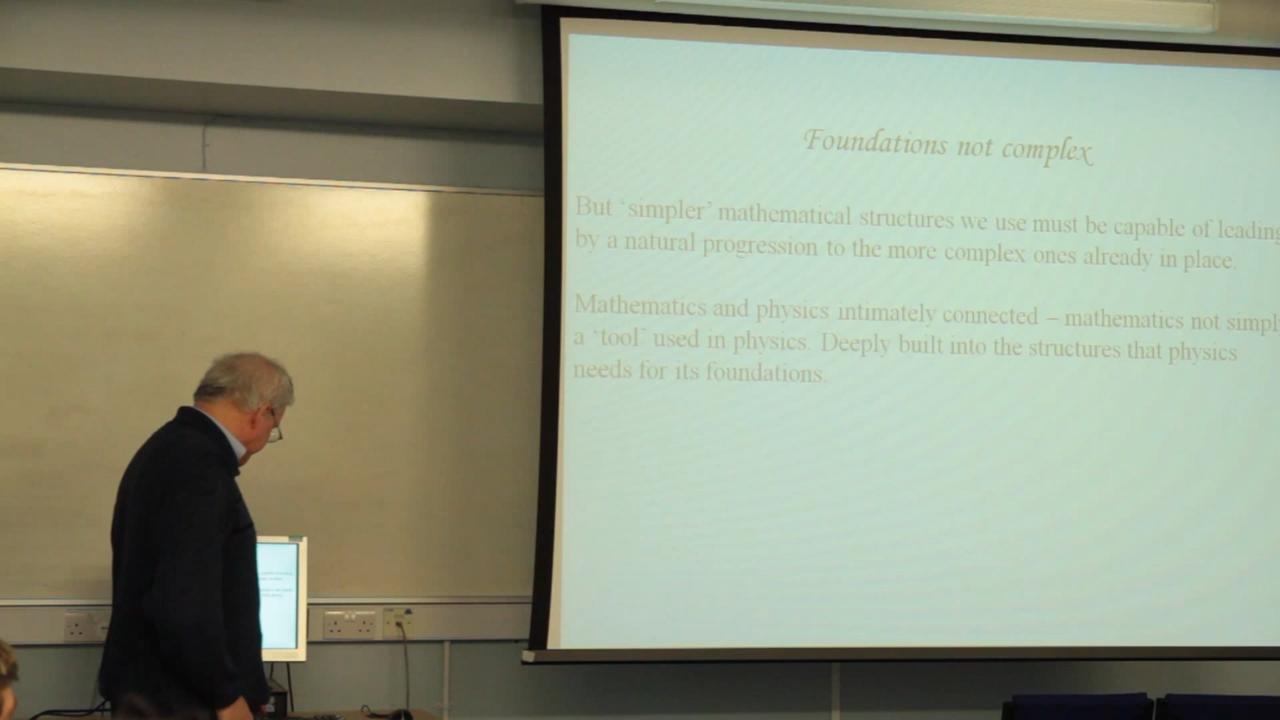 Foundations not complex
But 'simpler' mathematical structures we use must be capable of leading
by a natural progression to the more complex ones already in place.
Mathematics and physics intimately connected – mathematics not simpl
a 'tool' used in physics. Deeply built into the structures that physics
needs for its foundations.